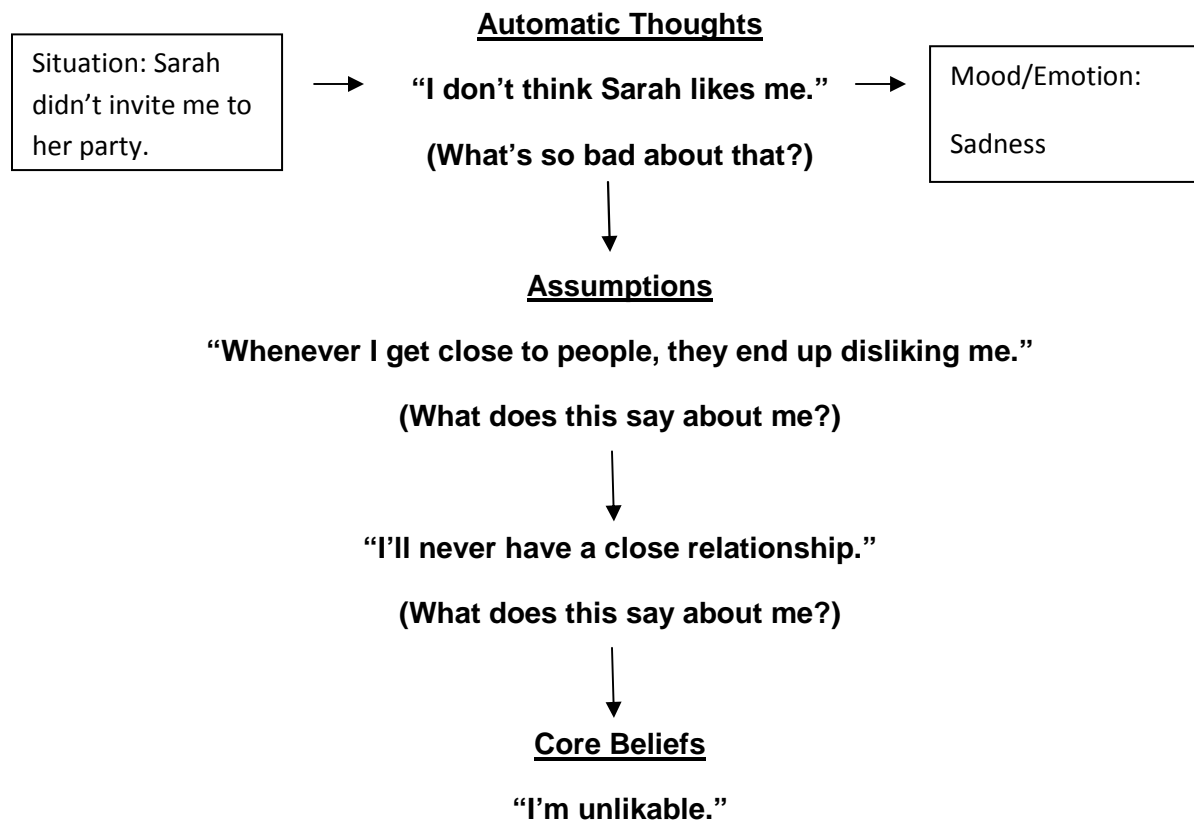 Automatic Thoughts
Situation: Sarah
didn’t invite me to
her party.
“I don’t think Sarah likes me.”
(What’s so bad about that?)
Mood/Emotion:
Sadness
Assumptions
“Whenever I get close to people, they end up disliking me.”
(What does this say about me?)
“I’ll never have a close relationship.”
(What does this say about me?)
Core Beliefs
“I’m unlikable.”